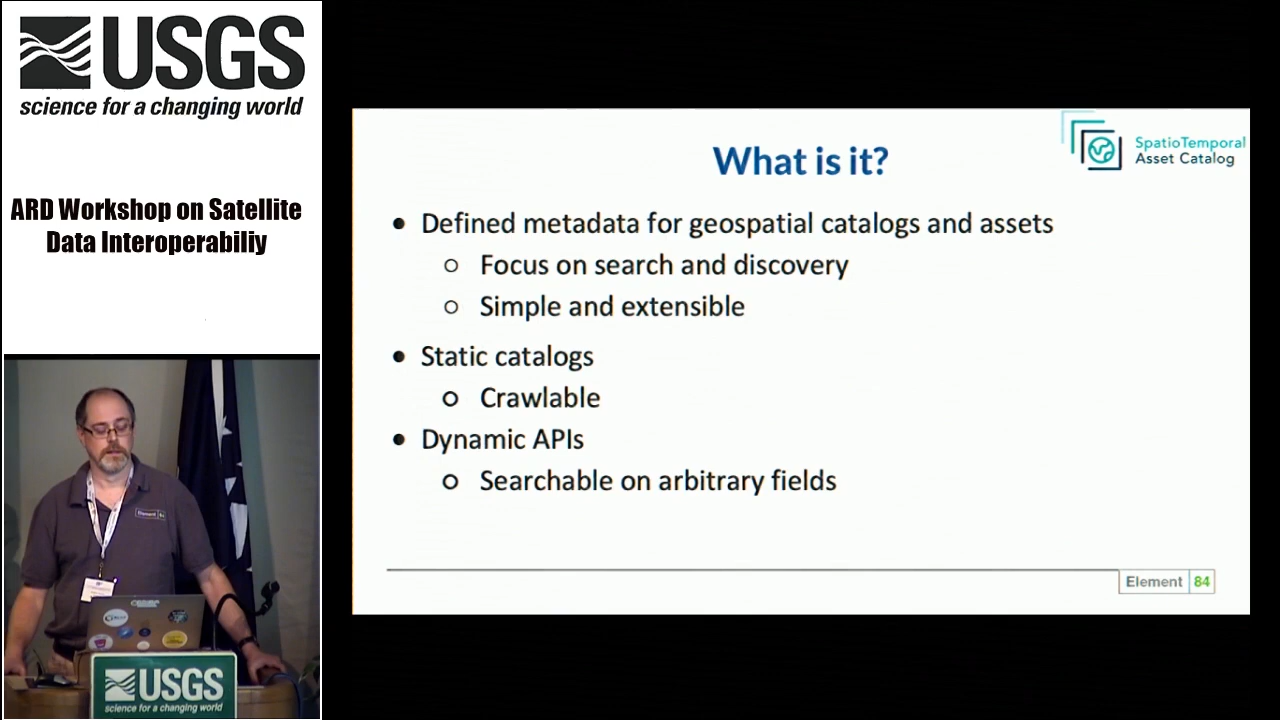 USGS
science for a changing world
ARD Workshop on Satellite
Data Interoperabiliy
What is it?
SpatioTemporal
Asset Catalog
● Defined metadata for geospatial catalogs and assets
○ Focus on search and discovery
○ Simple and extensible
● Static catalogs
○ Crawlable
● Dynamic APIs
○ Searchable on arbitrary fields
Element 84
Element 84
USGS
science for a changing world